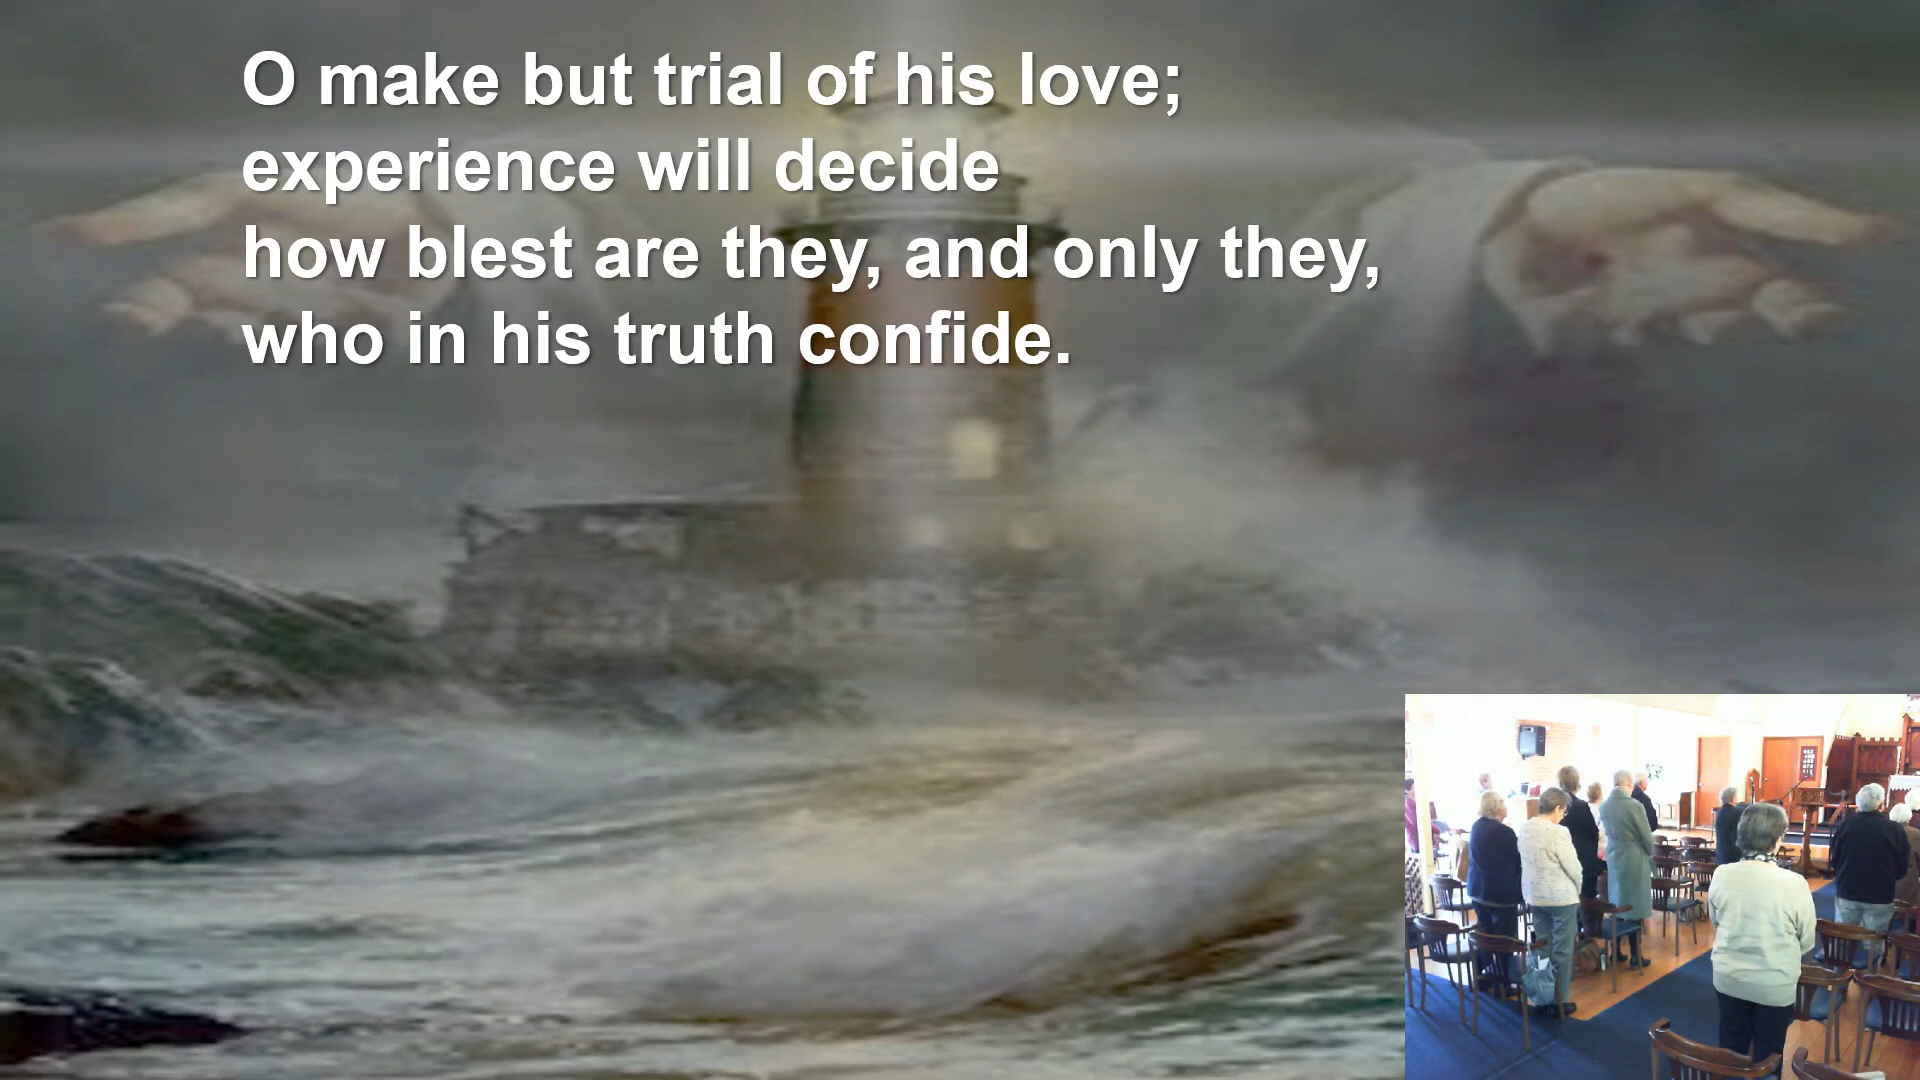 O make but trial of his love;
experience will decide
how blest are they, and only they,
who in his truth confide.